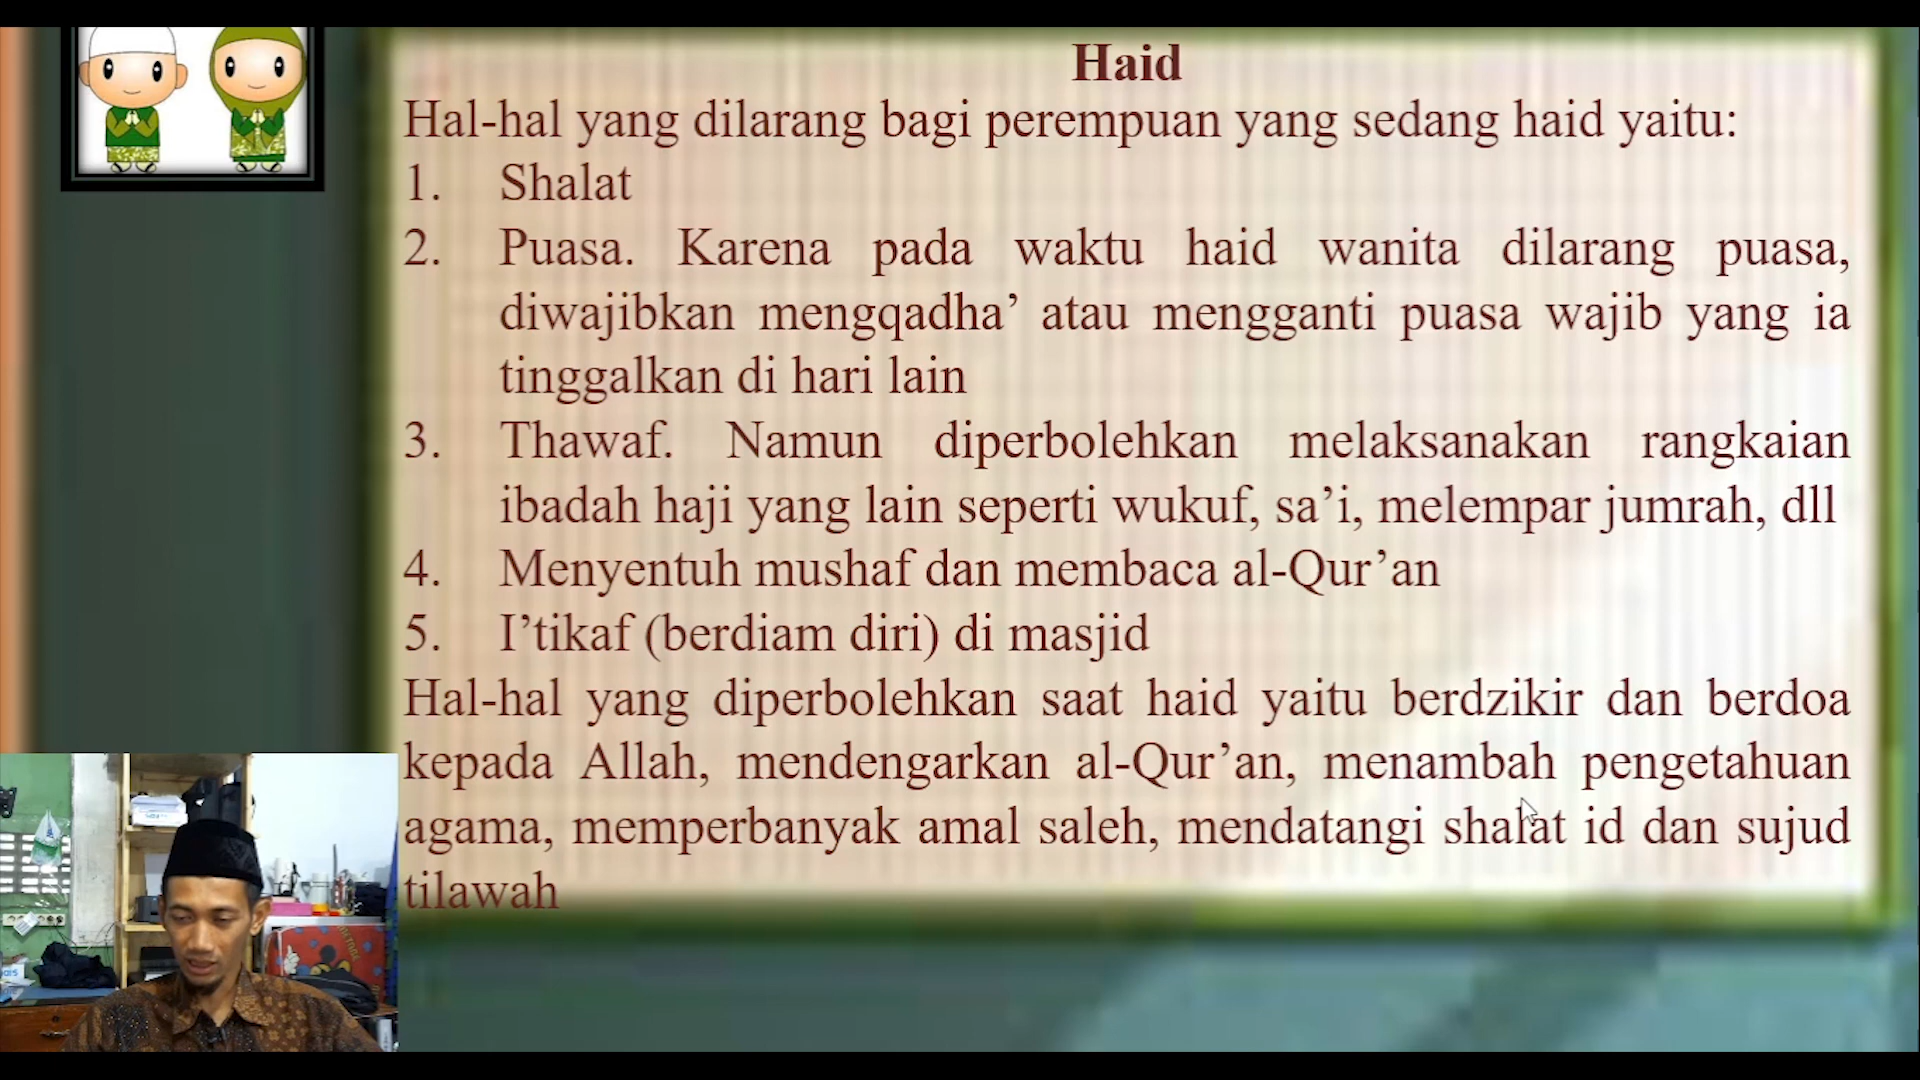 Haid
Hal-hal yang dilarang bagi perempuan yang sedang haid yaitu:
1. Shalat
2. Puasa. Karena pada waktu haid wanita dilarang puasa,
diwajibkan mengqadha’ atau mengganti puasa wajib yang ia
tinggalkan di hari lain
3. Thawaf. Namun diperbolehkan melaksanakan rangkaian
ibadah haji yang lain seperti wukuf, sa’i, melempar jumrah, dll
4. Menyentuh mushaf dan membaca al-Qur’an
5. I’tikaf (berdiam diri) di masjid
Hal-hal yang diperbolehkan saat haid yaitu berdzikir dan berdoa
kepada Allah, mendengarkan al-Qur’an, menambah pengetahuan
agama, memperbanyak amal saleh, mendatangi shalat id dan sujud
tilawah